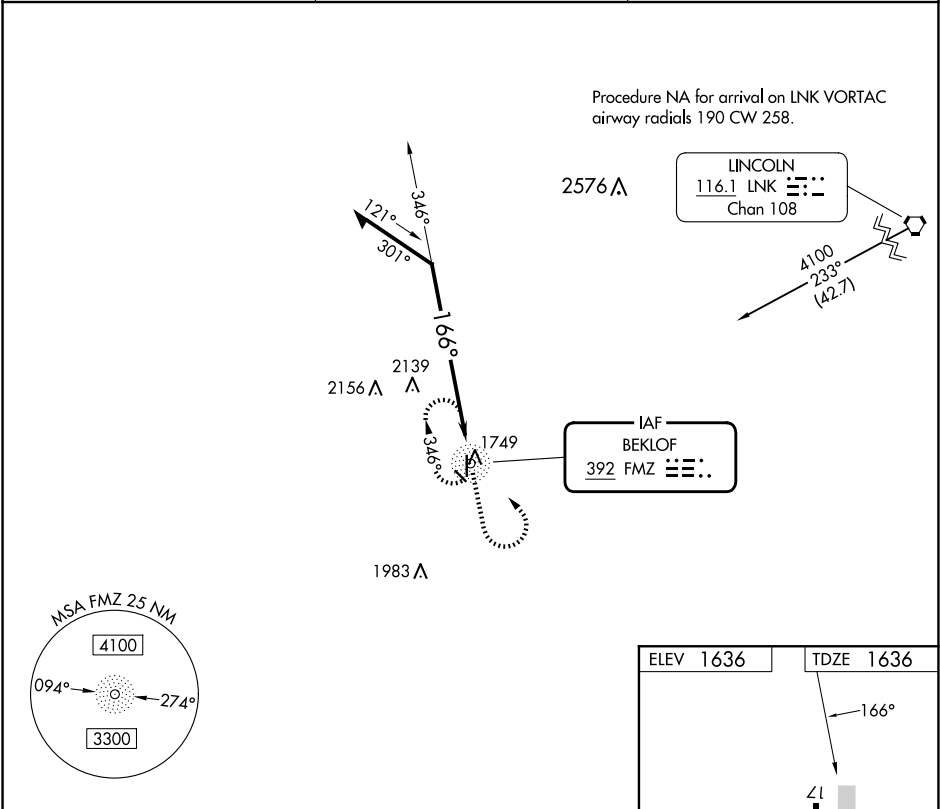 Procedure NA for arrival on LNK VORTAC
airway radials 190 CW 258.
LINCOLN
116.1 LNK
Chan 108
2576
4100
233°
(42.7)
346°
121°
301°
166°
2139
2156
1749
346°
IAF
BEKLOF
392 FMZ
1983
MSA FMZ 25 NM
4100
094°
274°
3300
ELEV 1636
TDZE 1636
166°
17